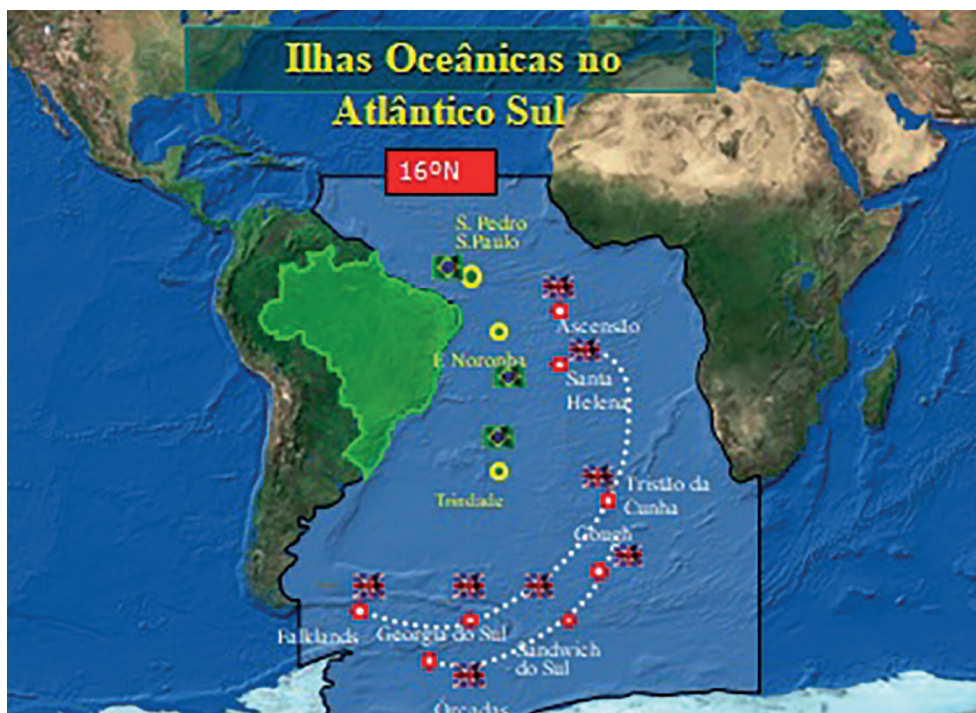 Ilhas Oceânicas no
Atlântico Sul
16ºN
S. Pedro
S.Paulo
Ascensão
F. Noronha
Santa
Helena
Trindade
Tristão da
Cunha
Gough
Falklands
Georgia do Sul
Sandwich
do Sul
Orcadas